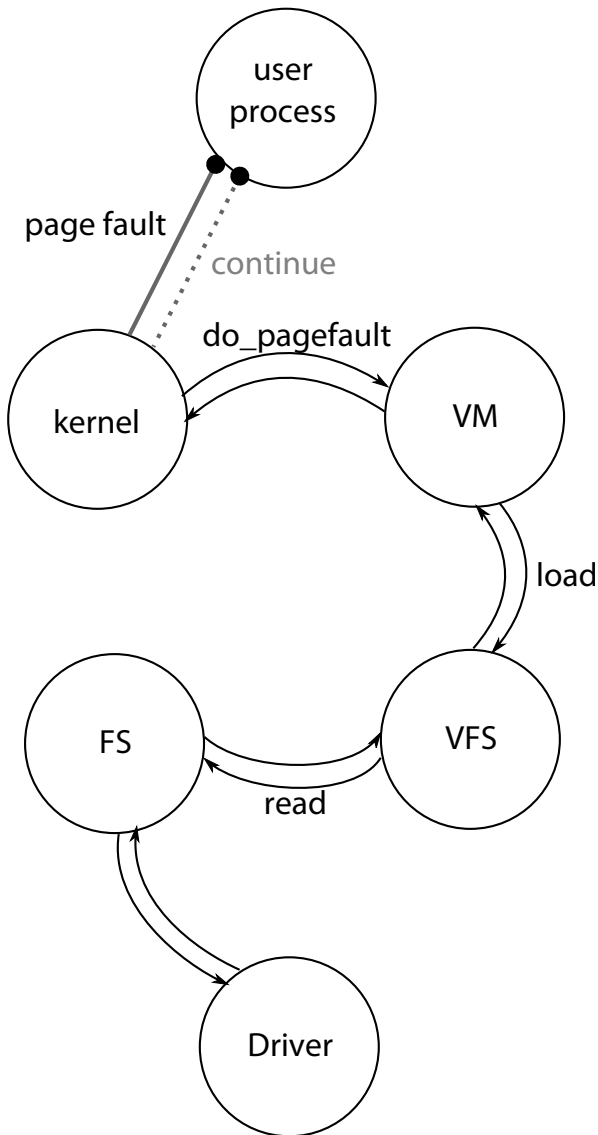 user
process
page fault
continue
do_pagefault
kernel
VM
load
FS
VFS
read
Driver